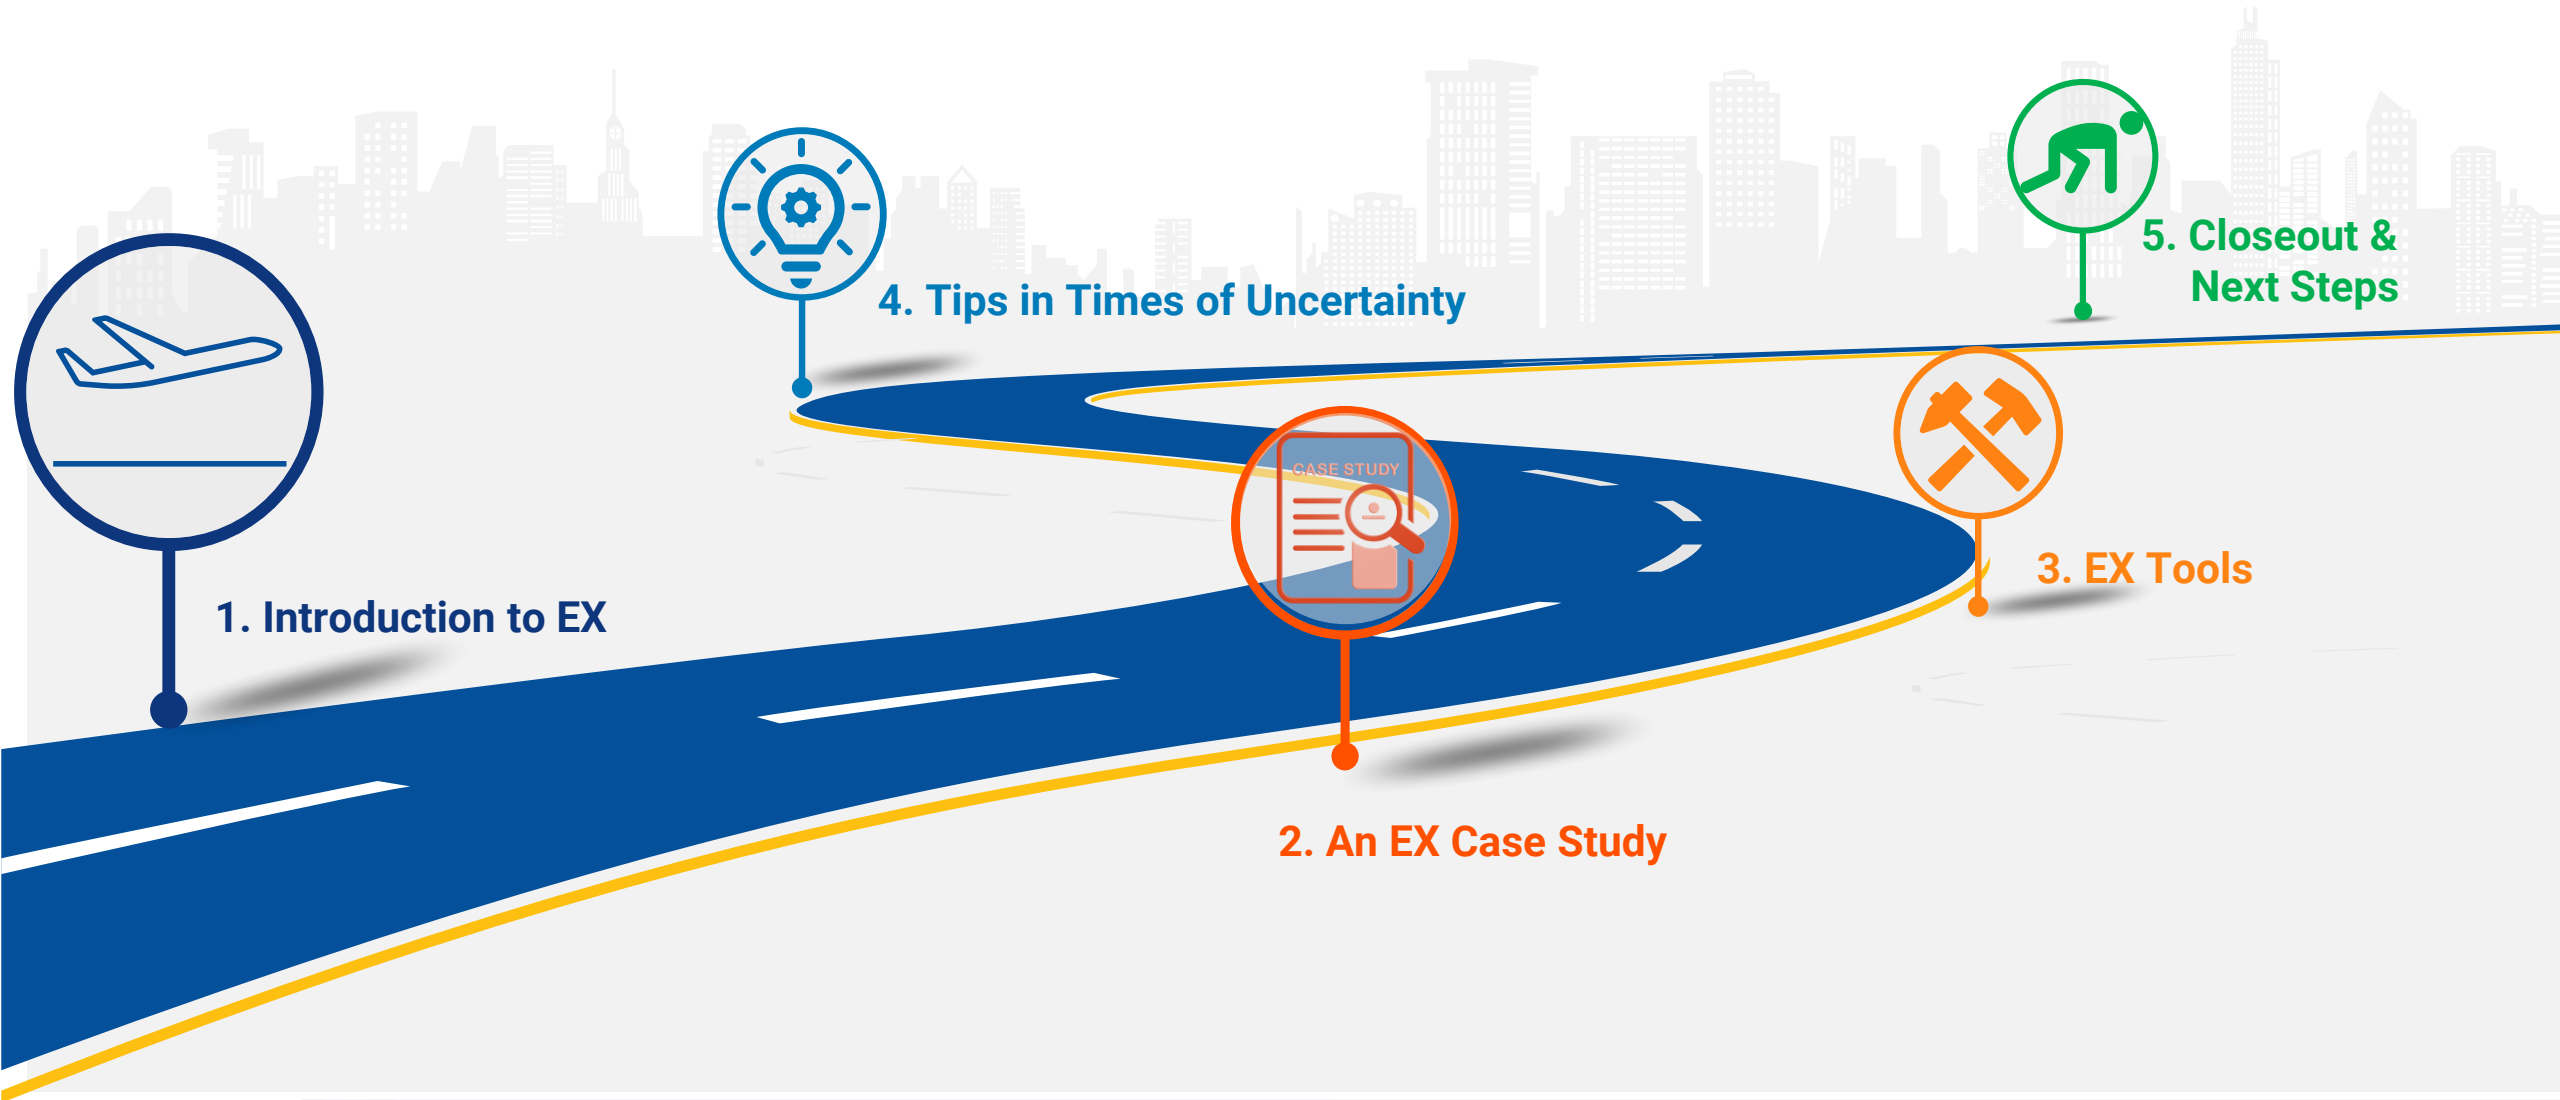 1. Introduction to EX
CASE STUDY
2. An EX Case Study
3. EX Tools
4. Tips in Times of Uncertainty
5. Closeout &
Next Steps